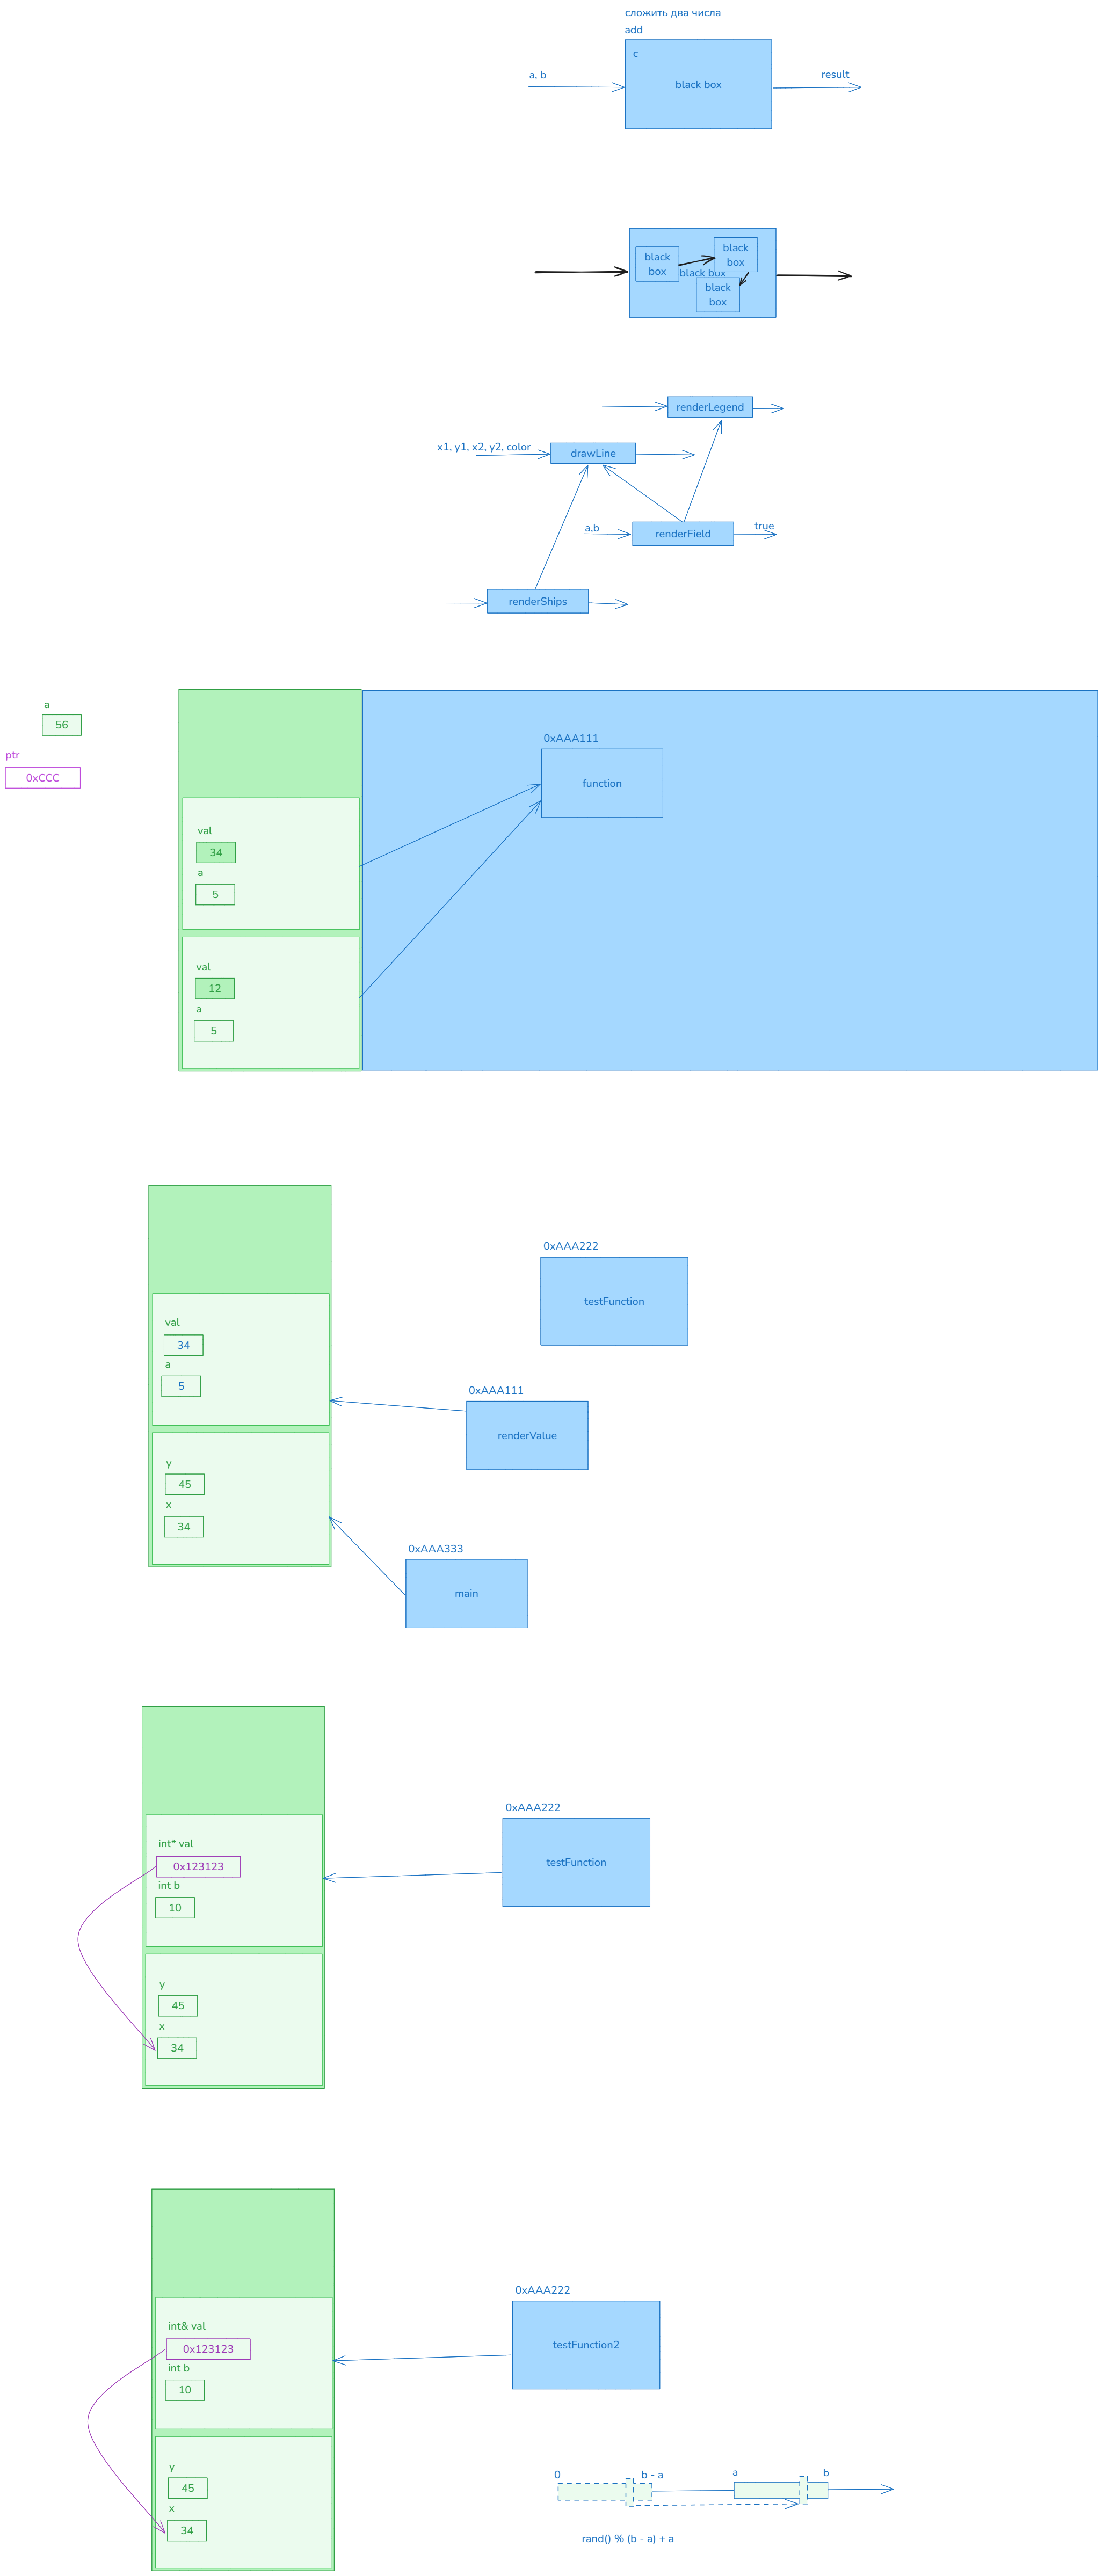 сложить два числа
add
c
a, b
black box
result
black
box
black
box
black box
black
box
renderLegend
x1, y1, x2, y2, color
drawLine
a,b
renderField
true
renderShips
a
56
ptr
0xCCC
0xAAA111
function
val
34
a
5
val
12
a
5
0xAAA222
testFunction
val
34
a
5
0xAAA111
renderValue
y
45
x
34
0xAAA333
main
0xAAA222
testFunction
int* val
0x123123
int b
10
y
45
x
34
0xAAA222
testFunction2
int& val
0x123123
int b
10
y
45
x
34
0
b - a
a
b
rand() % (b - a) + a